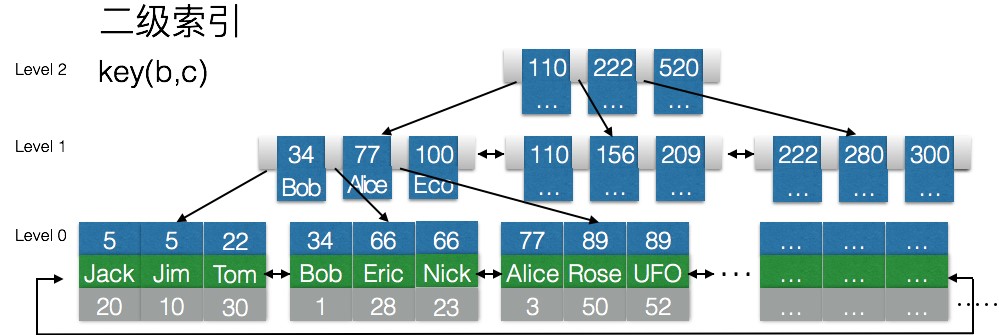 二级索引
Level 2
key(b,c)
110 222 520
... ... ...
Level 1
34 77 100
Bob Alice Eco
110 156 209
... ... ...
222 280 300
... ... ...
Level 0
5 5 22
Jack Jim Tom
20 10 30
34 66 66
Bob Eric Nick
1 28 23
77 89 89
Alice Rose UFO
3 50 52
...
... ... ...
... ... ...
... ... ...
.....